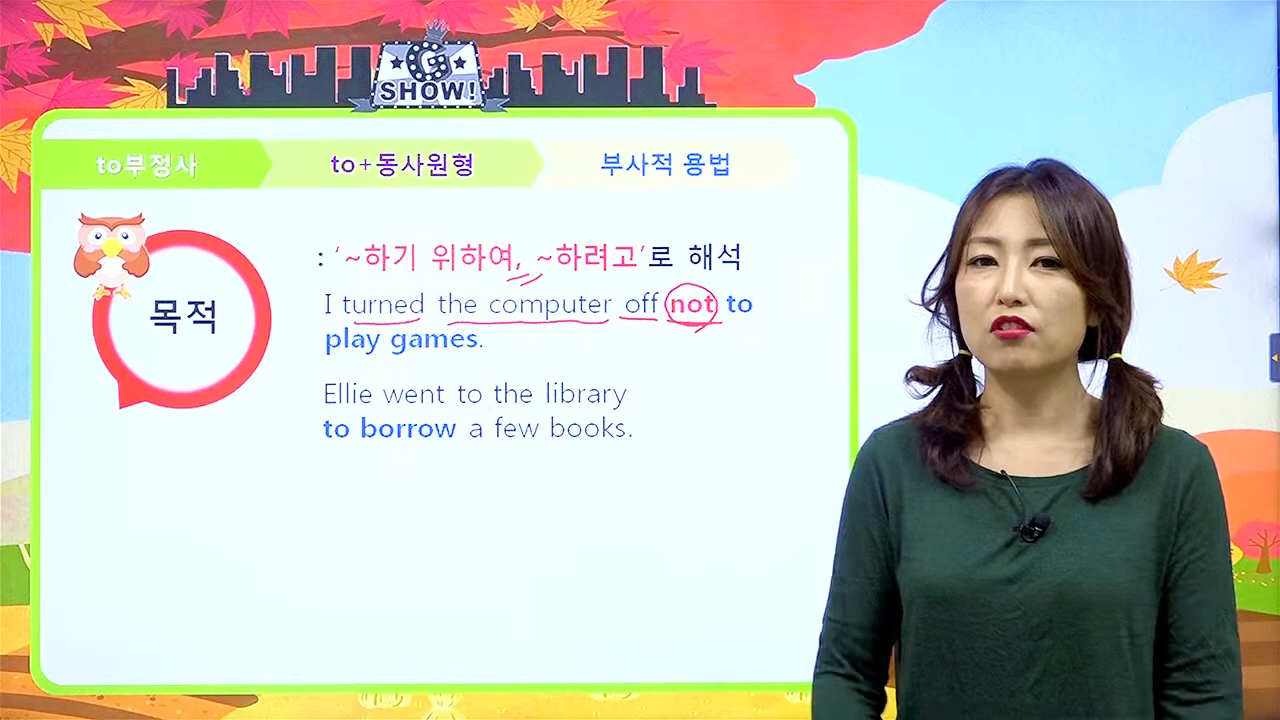 G
SHOW!
to부정사 to+동사원형 부사적 용법
목적
: ‘~하기 위하여, ~하려고’로 해석
I turned the computer off not to
play games.
Ellie went to the library
to borrow a few books.